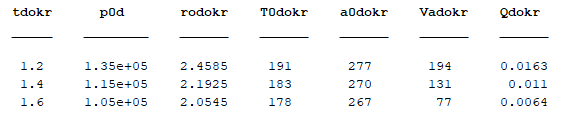 tdokr p0d rodokr T0dokr a0dokr Vadokr Qdokr
1.2 1.35e+05 2.4585 191 277 194 0.0163
1.4 1.15e+05 2.1925 183 270 131 0.011
1.6 1.05e+05 2.0545 178 267 77 0.0064